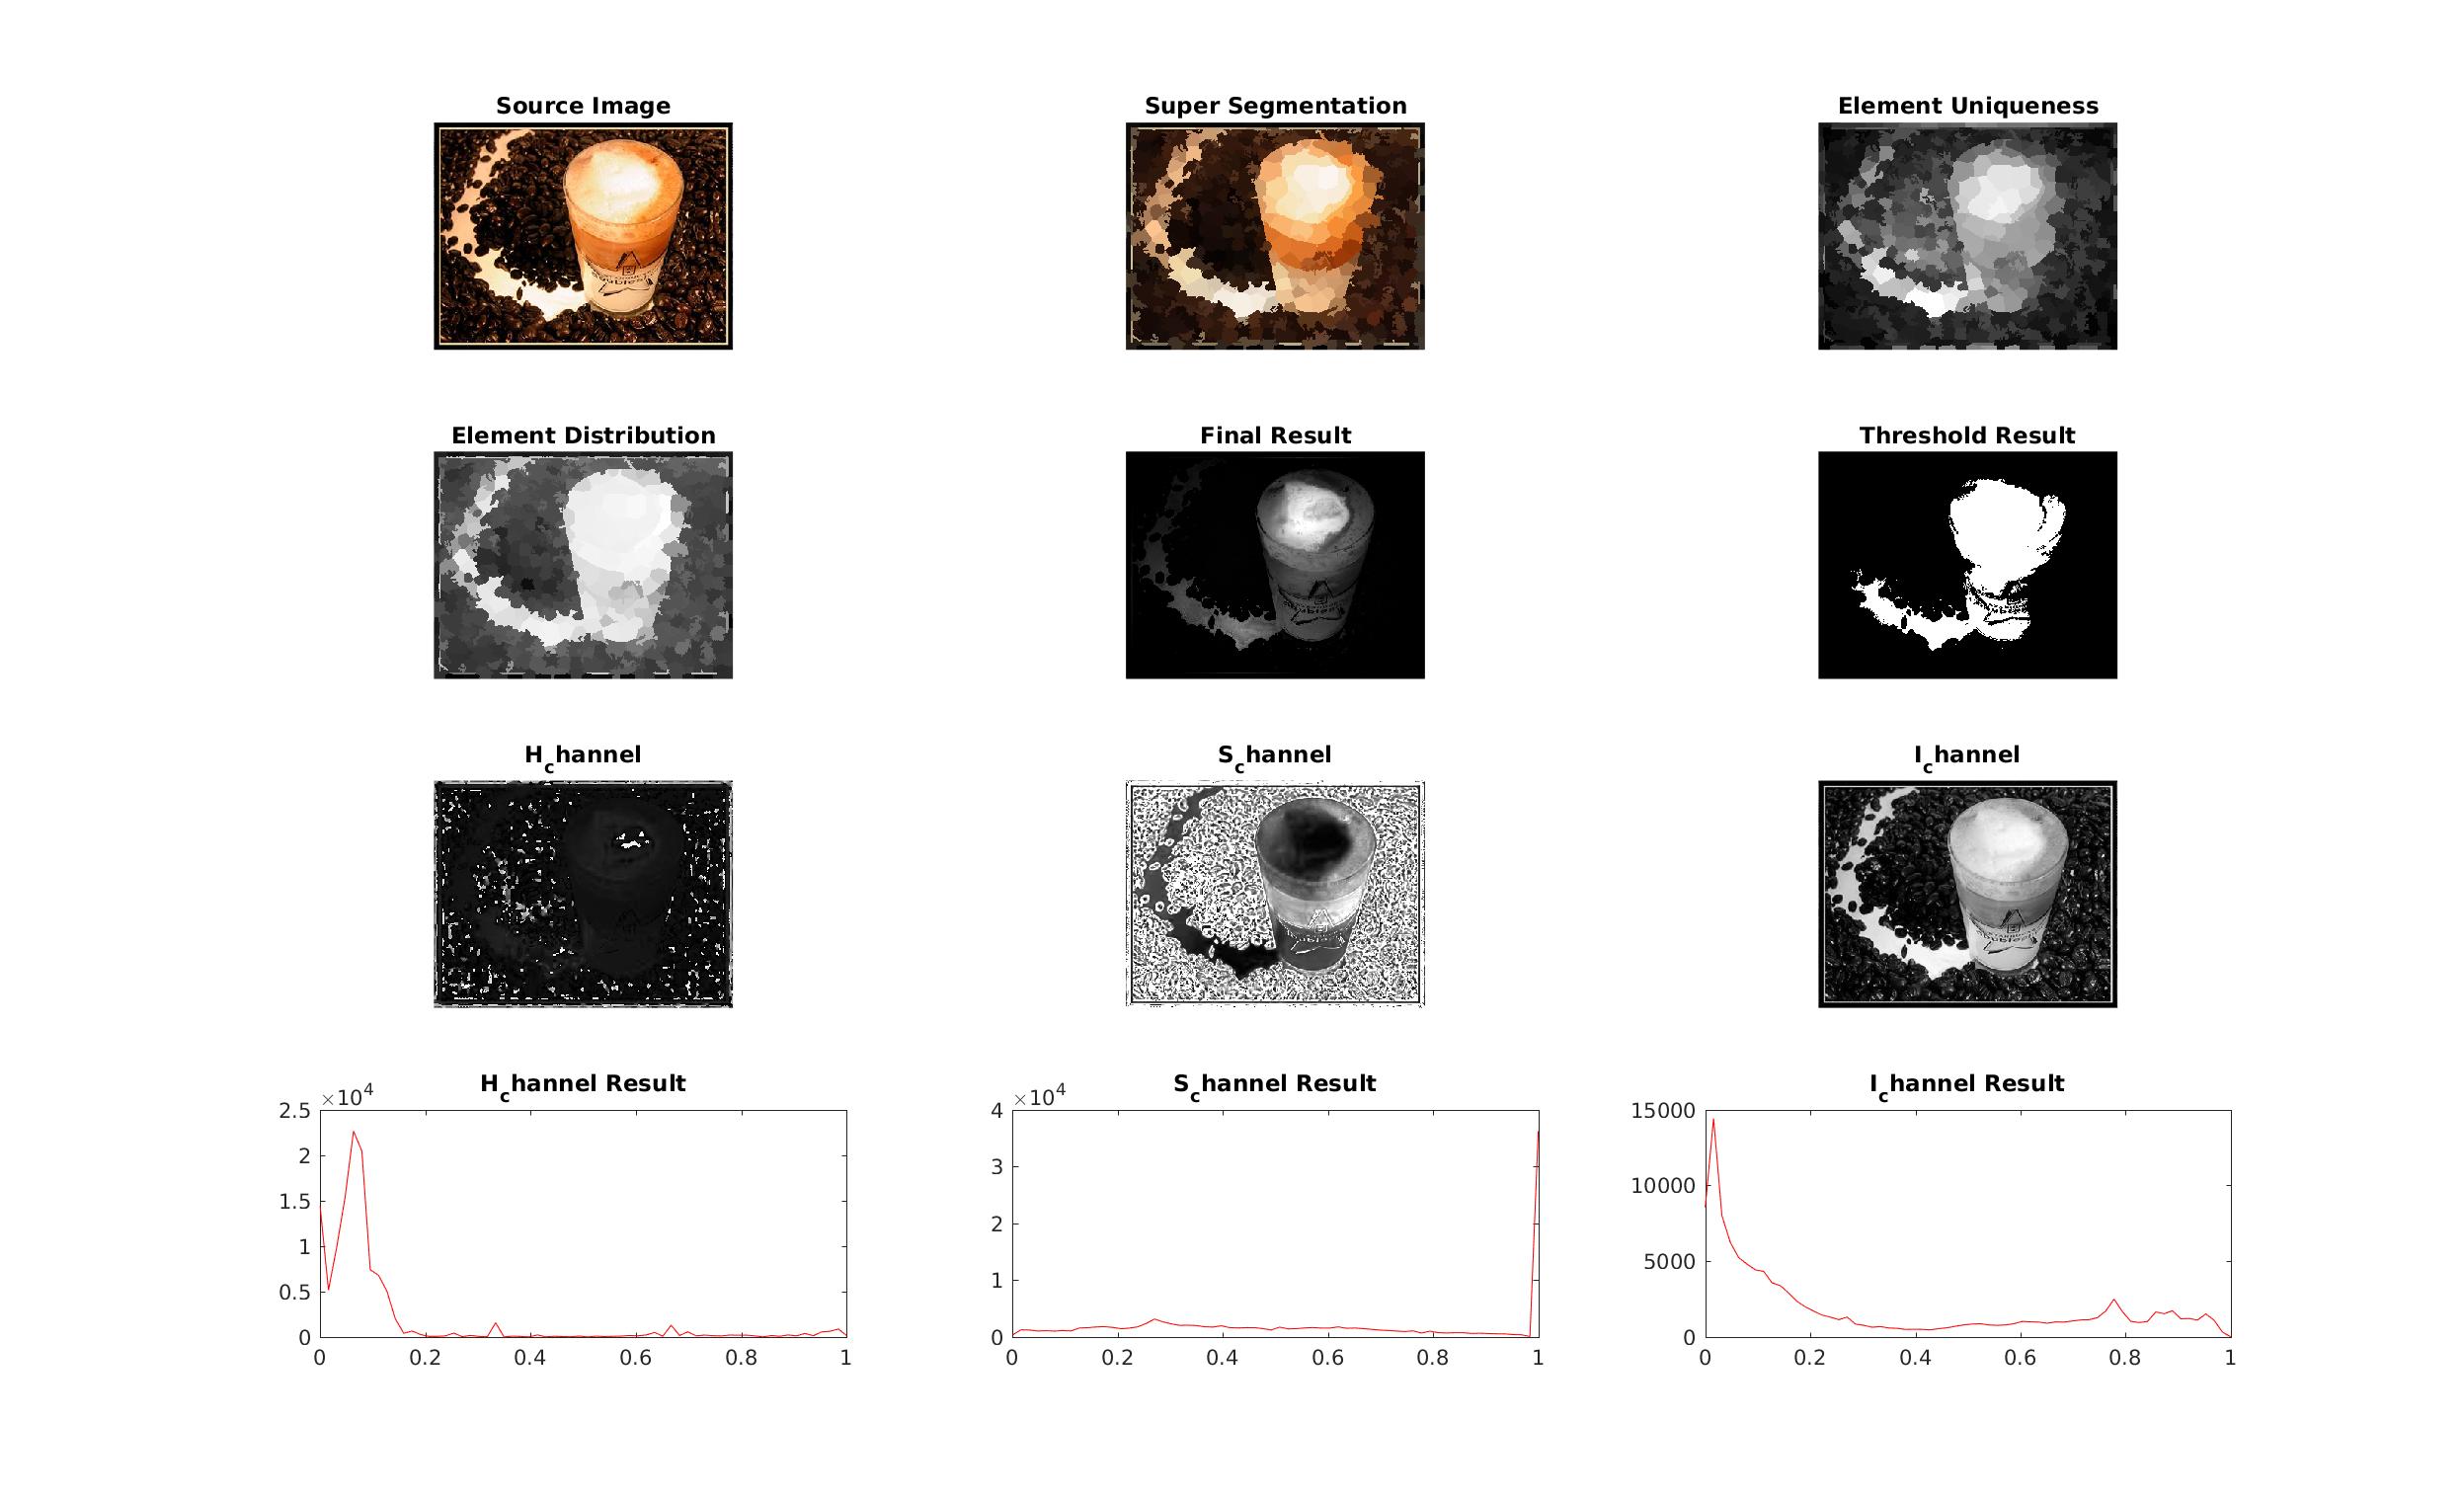 Source Image
Super Segmentation
Element Uniqueness
Element Distribution
Final Result
Threshold Result
H_channel
S_channel
I_channel
H_channel Result
×10^4
2.5
2
1.5
1
0.5
0
0 0.2 0.4 0.6 0.8 1
S_channel Result
×10^4
4
3
2
1
0
0 0.2 0.4 0.6 0.8 1
I_channel Result
15000
10000
5000
0
0 0.2 0.4 0.6 0.8 1